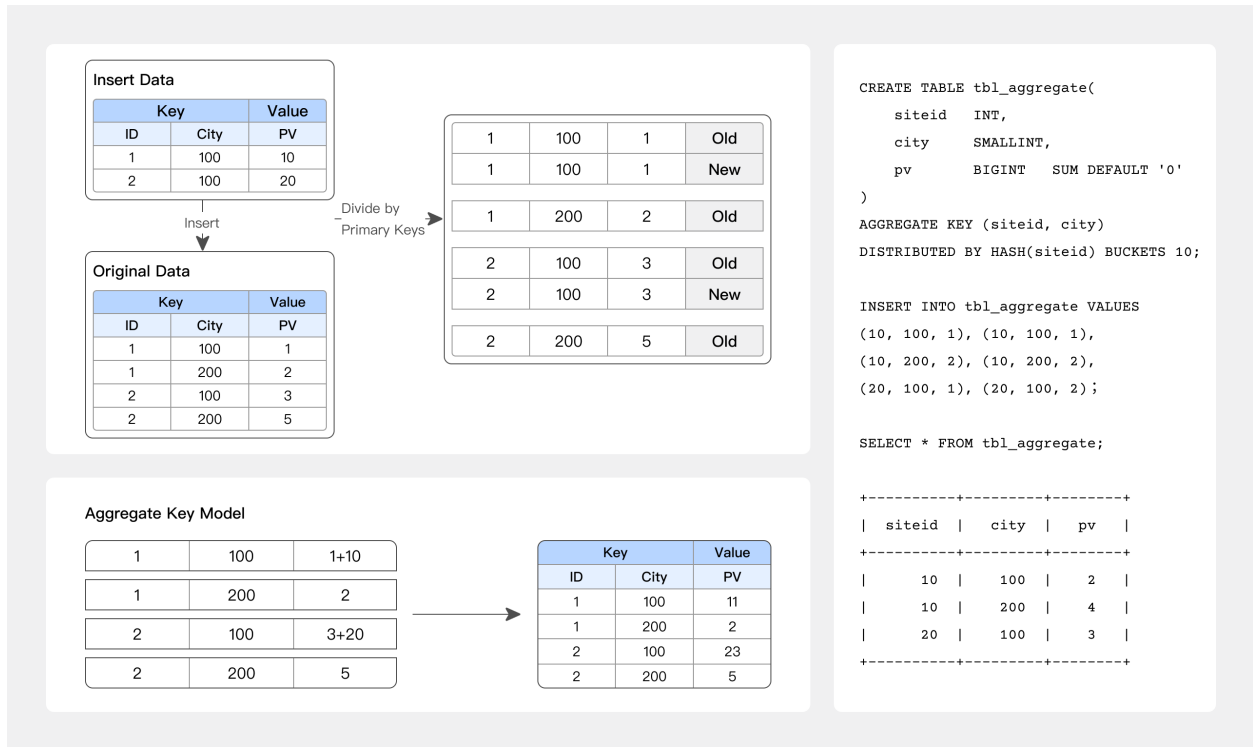 Insert Data
Key Value
ID City PV
1 100 10
2 100 20
Insert
Original Data
Key Value
ID City PV
1 100 1
1 200 2
2 100 3
2 200 5
Divide by
Primary Keys
1 100 1 Old
1 100 1 New
1 200 2 Old
2 100 3 Old
2 100 3 New
2 200 5 Old
Aggregate Key Model
1 100 1+10
1 200 2
2 100 3+20
2 200 5
Key Value
ID City PV
1 100 11
1 200 2
2 100 23
2 200 5
CREATE TABLE tbl_aggregate(
siteid INT,
city SMALLINT,
pv BIGINT SUM DEFAULT '0'
)
AGGREGATE KEY (siteid, city)
DISTRIBUTED BY HASH(siteid) BUCKETS 10;
INSERT INTO tbl_aggregate VALUES
(10, 100, 1), (10, 100, 1),
(10, 200, 2), (10, 200, 2),
(20, 100, 1), (20, 100, 2);
SELECT * FROM tbl_aggregate;
+----------+---------+--------+
| siteid | city | pv |
+----------+---------+--------+
| 10 | 100 | 2 |
| 10 | 200 | 4 |
| 20 | 100 | 3 |
+----------+---------+--------+